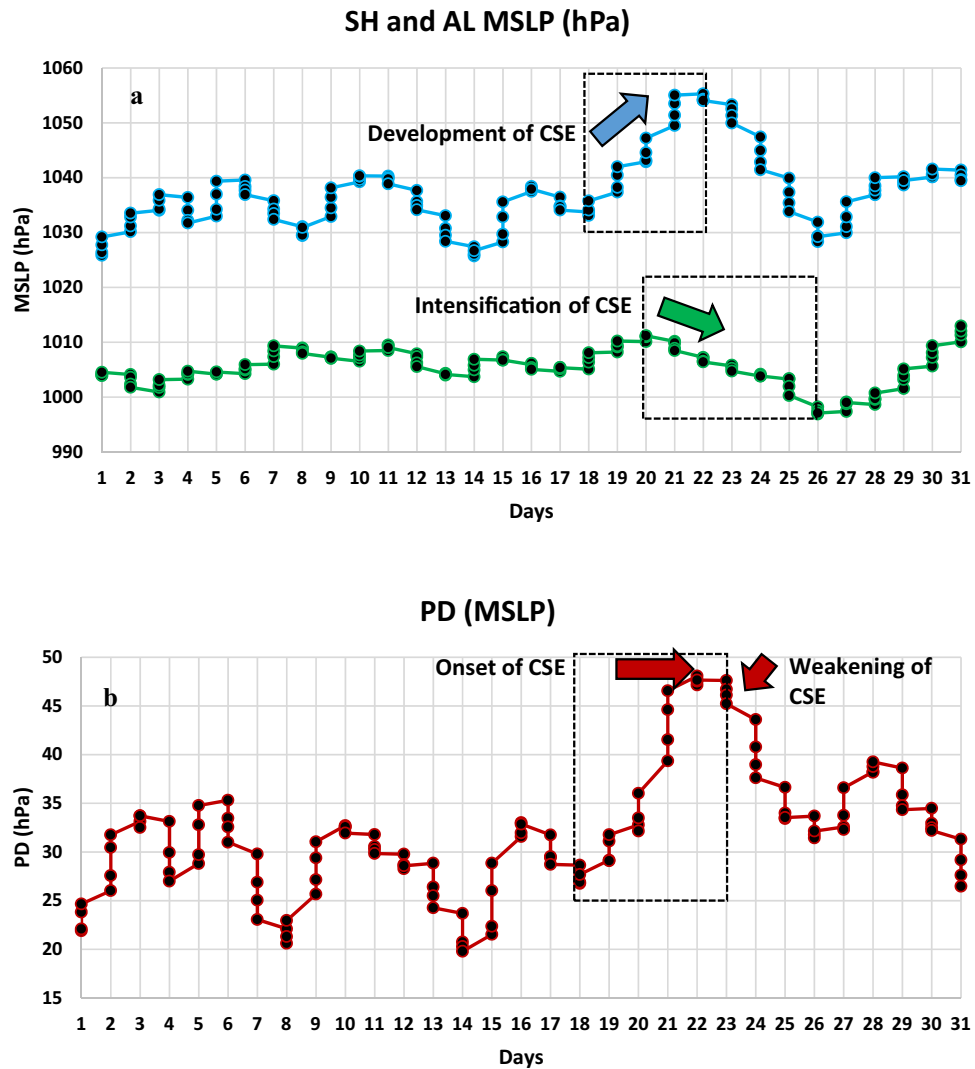 SH and AL MSLP (hPa)
1060
a
1050
Development of CSE
1040
MSLP (hPa)
1030
1020
Intensification of CSE
1010
1000
990
1 2 3 4 5 6 7 8 9 10 11 12 13 14 15 16 17 18 19 20 21 22 23 24 25 26 27 28 29 30 31
Days
PD (MSLP)
50
Onset of CSE
Weakening of
CSE
b
45
40
35
PD (hPa)
30
25
20
15
1 2 3 4 5 6 7 8 9 10 11 12 13 14 15 16 17 18 19 20 21 22 23 24 25 26 27 28 29 30 31
Days